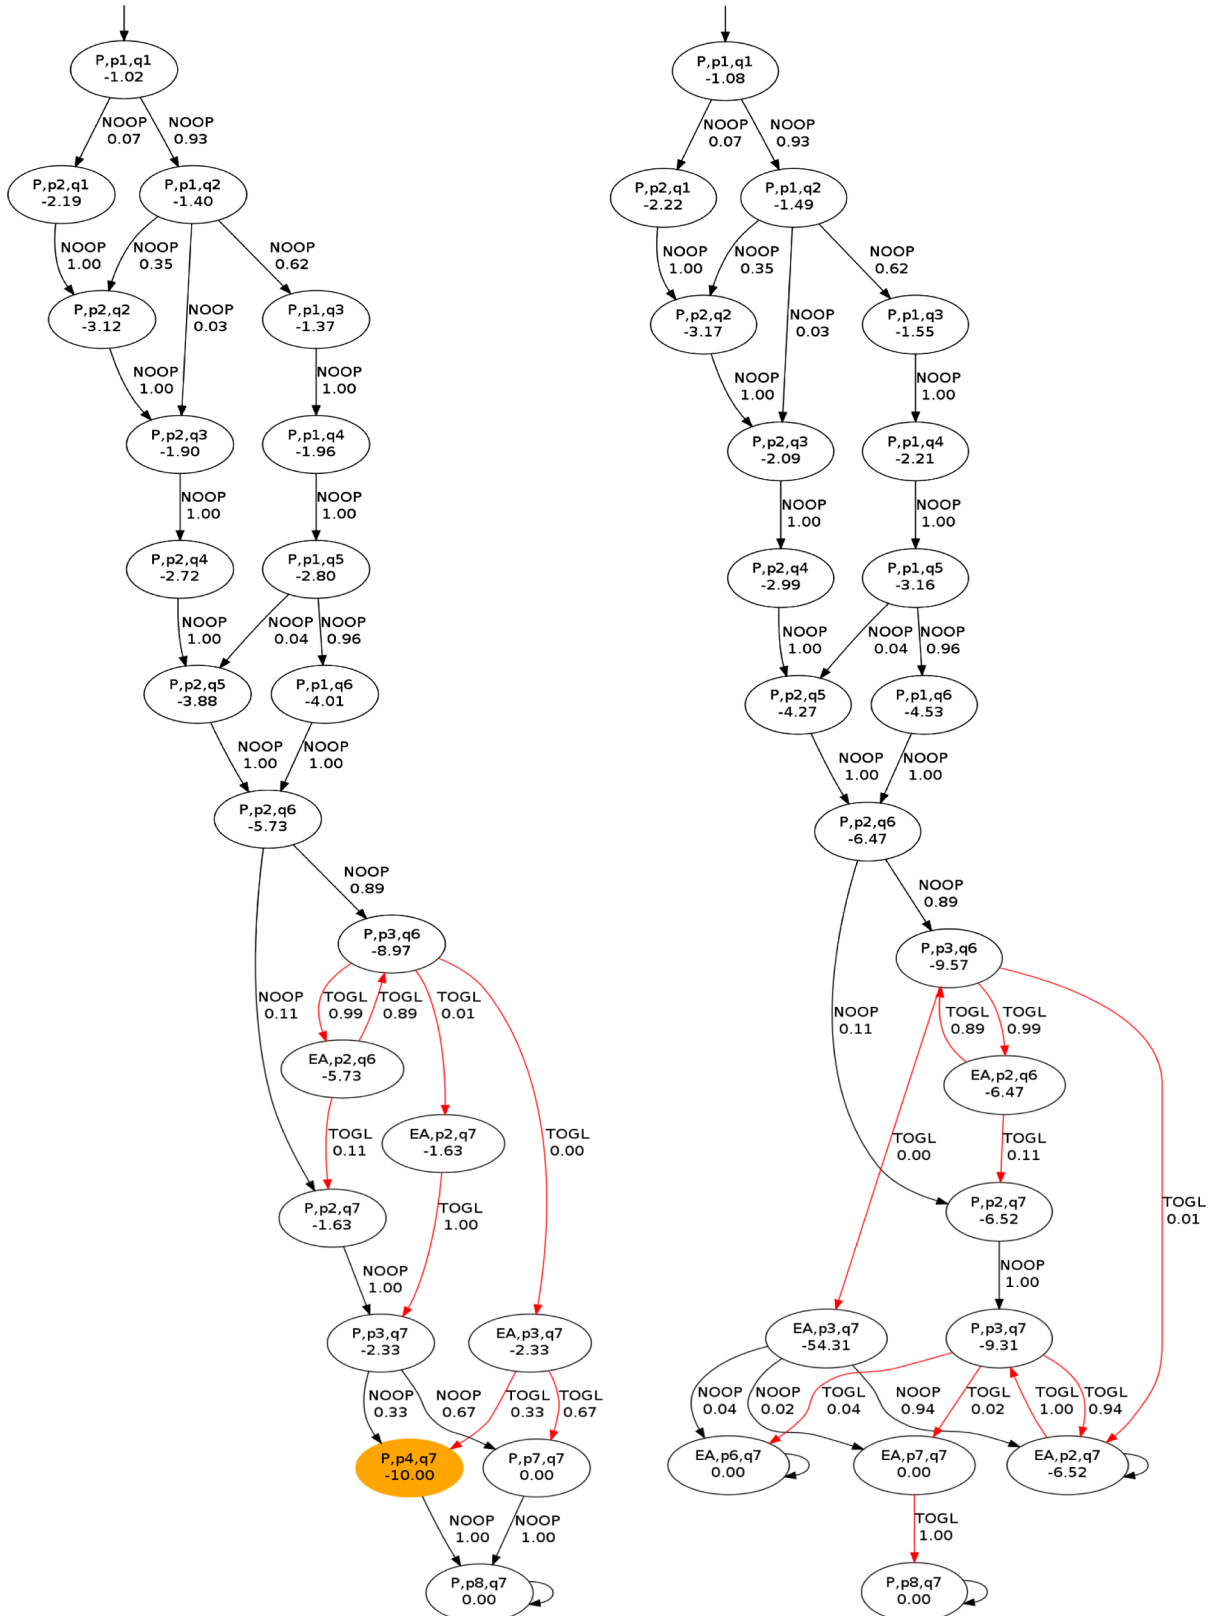 P,p1,q1
-1.02
NOOP
0.07
NOOP
0.93
P,p2,q1
-2.19
P,p1,q2
-1.40
NOOP
1.00
NOOP
0.35
NOOP
0.03
NOOP
0.62
P,p2,q2
-3.12
P,p1,q3
-1.37
NOOP
1.00
NOOP
1.00
P,p2,q3
-1.90
P,p1,q4
-1.96
NOOP
1.00
NOOP
1.00
P,p2,q4
-2.72
P,p1,q5
-2.80
NOOP
1.00
NOOP
0.04
NOOP
0.96
P,p2,q5
-3.88
P,p1,q6
-4.01
NOOP
1.00
NOOP
1.00
P,p2,q6
-5.73
NOOP
0.89
P,p3,q6
-8.97
NOOP
0.11
TOGL
0.99
TOGL
0.89
TOGL
0.01
EA,p2,q6
-5.73
TOGL
0.11
EA,p2,q7
-1.63
TOGL
0.00
P,p2,q7
-1.63
TOGL
1.00
NOOP
1.00
P,p3,q7
-2.33
EA,p3,q7
-2.33
NOOP
0.33
NOOP
0.67
TOGL
0.33
TOGL
0.67
P,p4,q7
-10.00
P,p7,q7
0.00
NOOP
1.00
NOOP
1.00
P,p8,q7
0.00
P,p1,q1
-1.08
NOOP
0.07
NOOP
0.93
P,p2,q1
-2.22
P,p1,q2
-1.49
NOOP
1.00
NOOP
0.35
NOOP
0.03
NOOP
0.62
P,p2,q2
-3.17
P,p1,q3
-1.55
NOOP
1.00
NOOP
1.00
P,p2,q3
-2.09
P,p1,q4
-2.21
NOOP
1.00
NOOP
1.00
P,p2,q4
-2.99
P,p1,q5
-3.16
NOOP
1.00
NOOP
0.04
NOOP
0.96
P,p2,q5
-4.27
P,p1,q6
-4.53
NOOP
1.00
NOOP
1.00
P,p2,q6
-6.47
NOOP
0.89
P,p3,q6
-9.57
NOOP
0.11
TOGL
0.89
TOGL
0.99
EA,p2,q6
-6.47
TOGL
0.00
TOGL
0.11
P,p2,q7
-6.52
TOGL
0.01
NOOP
1.00
EA,p3,q7
-54.31
P,p3,q7
-9.31
NOOP
0.04
NOOP
0.02
TOGL
0.04
NOOP
0.94
TOGL
0.02
TOGL
1.00
TOGL
0.94
EA,p6,q7
0.00
EA,p7,q7
0.00
EA,p2,q7
-6.52
TOGL
1.00
P,p8,q7
0.00